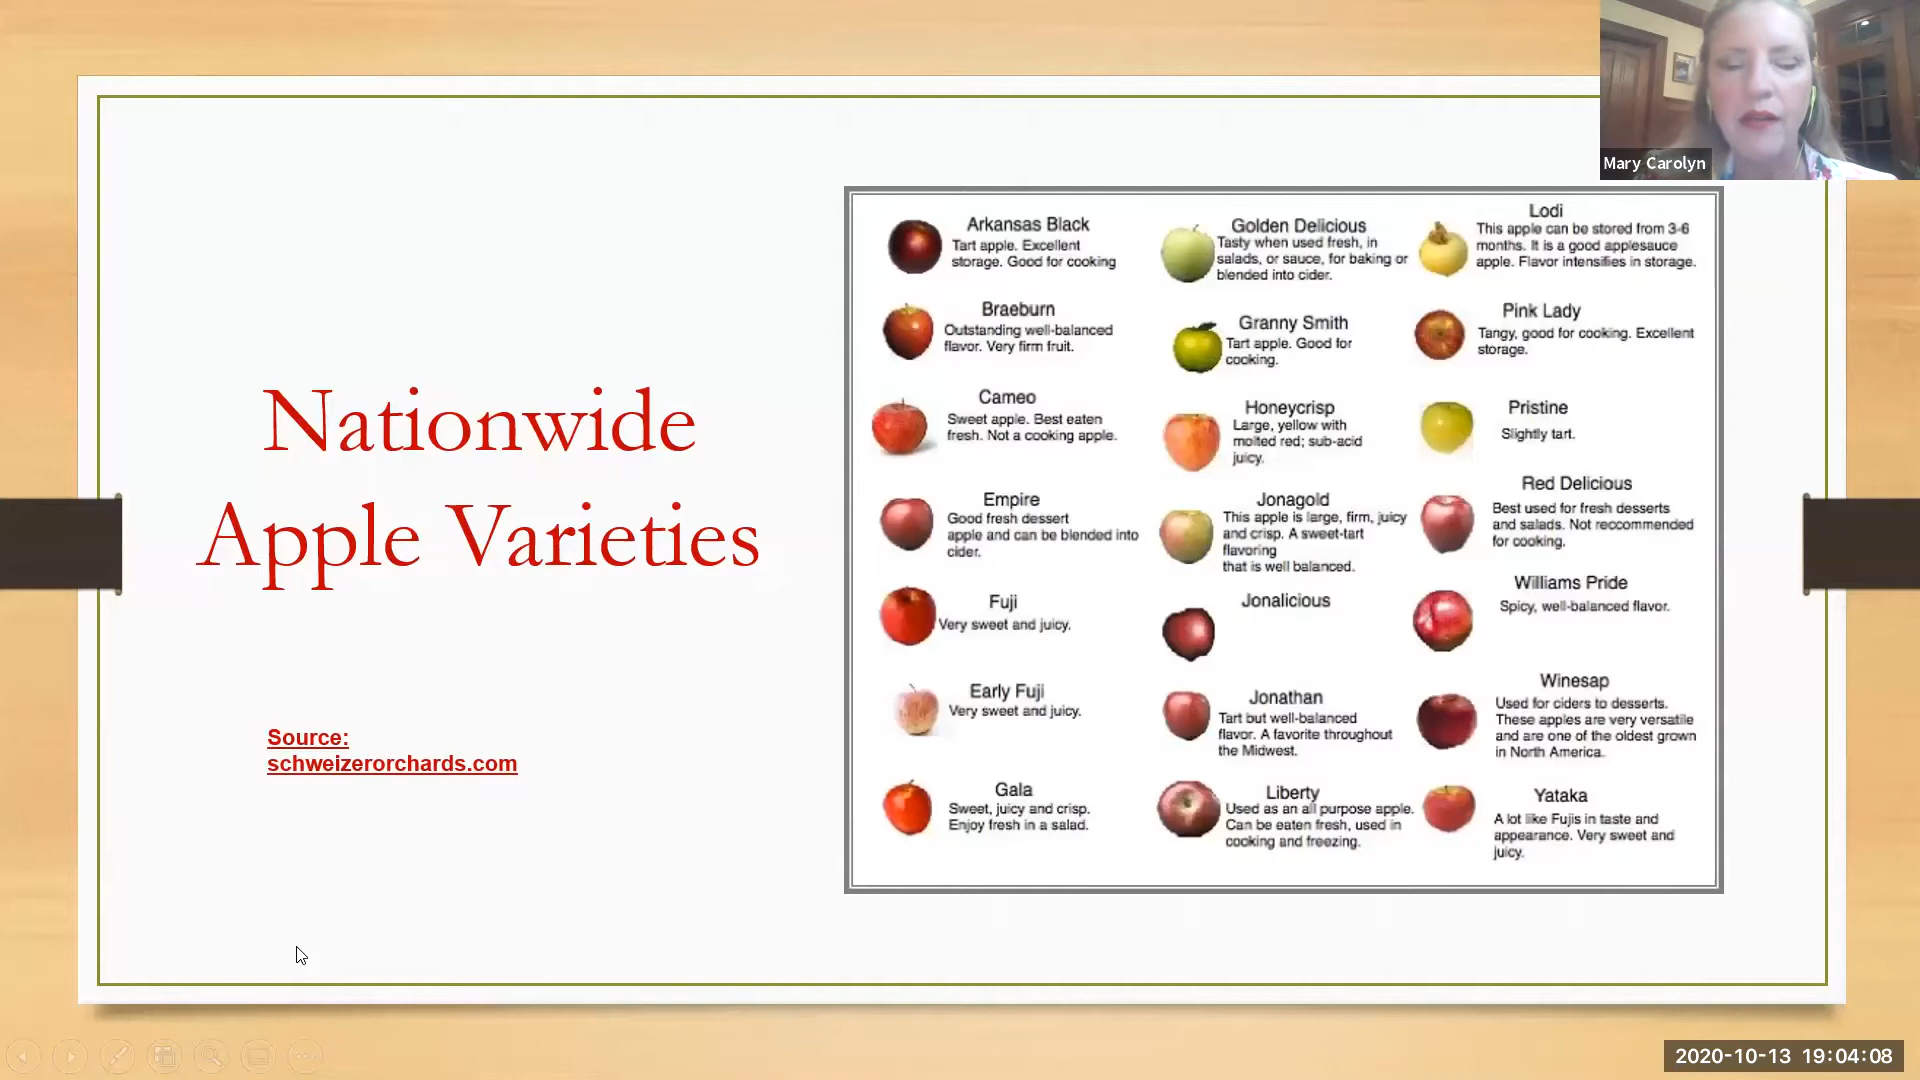 Mary Carolyn
Nationwide
Apple Varieties
Source:
schweizerorchards.com
Arkansas Black
Tart apple. Excellent
storage. Good for cooking
Braeburn
Outstanding well-balanced
flavor. Very firm fruit.
Cameo
Sweet apple. Best eaten
fresh. Not a cooking apple.
Empire
Good fresh dessert
apple and can be blended into
cider.
Fuji
Very sweet and juicy.
Early Fuji
Very sweet and juicy.
Gala
Sweet, juicy and crisp.
Enjoy fresh in a salad.
Golden Delicious
Tasty when used fresh, in
salads, or sauce, for baking or
blended into cider.
Granny Smith
Tart apple. Good for
cooking.
Honeycrisp
Large, yellow with
molted red; sub-acid
juicy.
Jonagold
This apple is large, firm, juicy
and crisp. A sweet-tart
flavoring
that is well balanced.
Jonalicious
Jonathan
Tart but well-balanced
flavor. A favorite throughout
the Midwest.
Liberty
Used as an all purpose apple.
Can be eaten fresh, used in
cooking and freezing.
Lodi
This apple can be stored from 3-6
months. It is a good applesauce
apple. Flavor intensifies in storage.
Pink Lady
Tangy, good for cooking. Excellent
storage.
Pristine
Slightly tart.
Red Delicious
Best used for fresh desserts
and salads. Not reccommended
for cooking.
Williams Pride
Spicy, well-balanced flavor.
Winesap
Used for ciders to desserts.
These apples are very versatile
and are one of the oldest grown
in North America.
Yataka
A lot like Fujis in taste and
appearance. Very sweet and
juicy.
2020-10-13 19:04:08